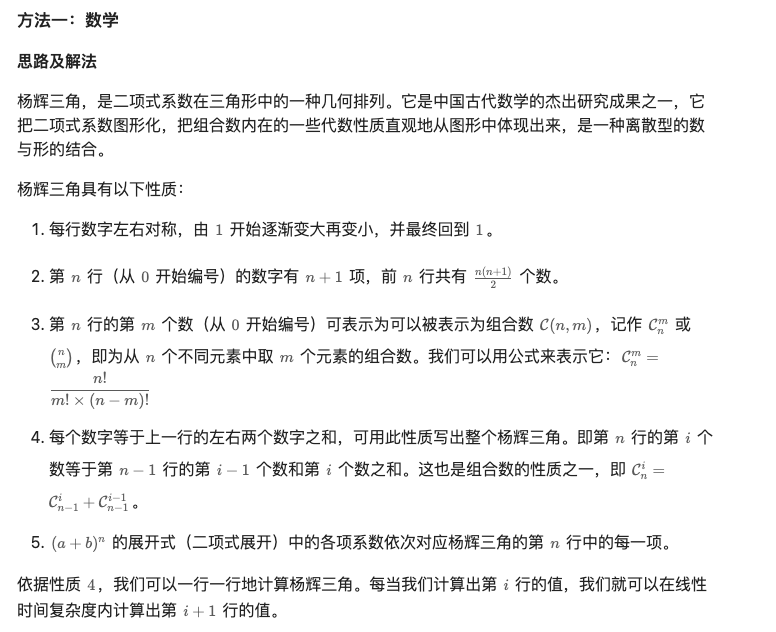 方法一：数学
思路及解法
杨辉三角，是二项式系数在三角形中的一种几何排列。它是中国古代数学的杰出研究成果之一，它
把二项式系数图形化，把组合数内在的一些代数性质直观地从图形中体现出来，是一种离散型的数
与形的结合。
杨辉三角具有以下性质：
1. 每行数字左右对称，由 1 开始逐渐变大再变小，并最终回到 1。
2. 第 n 行（从 0 开始编号）的数字有 n + 1 项，前 n 行共有 \frac{n(n+1)}{2} 个数。
3. 第 n 行的第 m 个数（从 0 开始编号）可表示为可以被表示为组合数 \mathcal{C}(n, m)，记作 \mathcal{C}_n^m 或
\binom{n}{m}，即为从 n 个不同元素中取 m 个元素的组合数。我们可以用公式来表示它：\mathcal{C}_n^m =
\frac{n!}{m! \times (n - m)!}
4. 每个数字等于上一行的左右两个数字之和，可用此性质写出整个杨辉三角。即第 n 行的第 i 个
数等于第 n − 1 行的第 i − 1 个数和第 i 个数之和。这也是组合数的性质之一，即 \mathcal{C}_n^i =
\mathcal{C}_{n-1}^i + \mathcal{C}_{n-1}^{i-1}。
5. (a + b)^n 的展开式（二项式展开）中的各项系数依次对应杨辉三角的第 n 行中的每一项。
依据性质 4，我们可以一行一行地计算杨辉三角。每当我们计算出第 i 行的值，我们就可以在线性
时间复杂度内计算出第 i + 1 行的值。